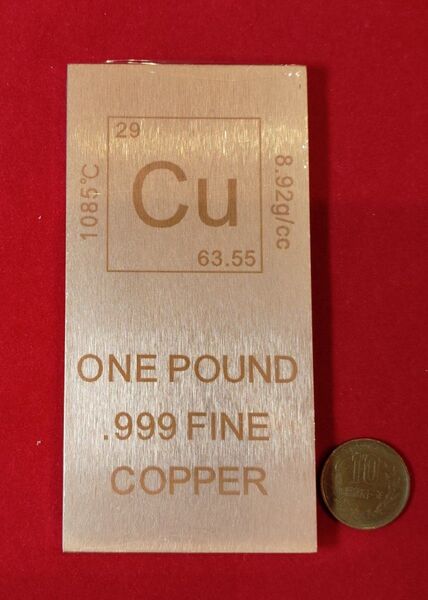 29
Cu
63.55
1085℃
8.92g/cc
ONE POUND
.999 FINE
COPPER
10